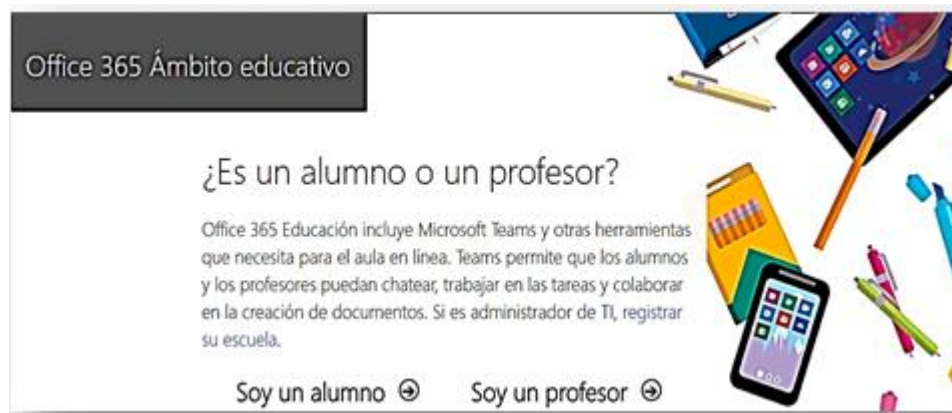 Office 365 Ámbito educativo
¿Es un alumno o un profesor?
Office 365 Educación incluye Microsoft Teams y otras herramientas
que necesita para el aula en línea. Teams permite que los alumnos
y los profesores puedan chatear, trabajar en las tareas y colaborar
en la creación de documentos. Si es administrador de TI, registrar
su escuela.
Soy un alumno
Soy un profesor